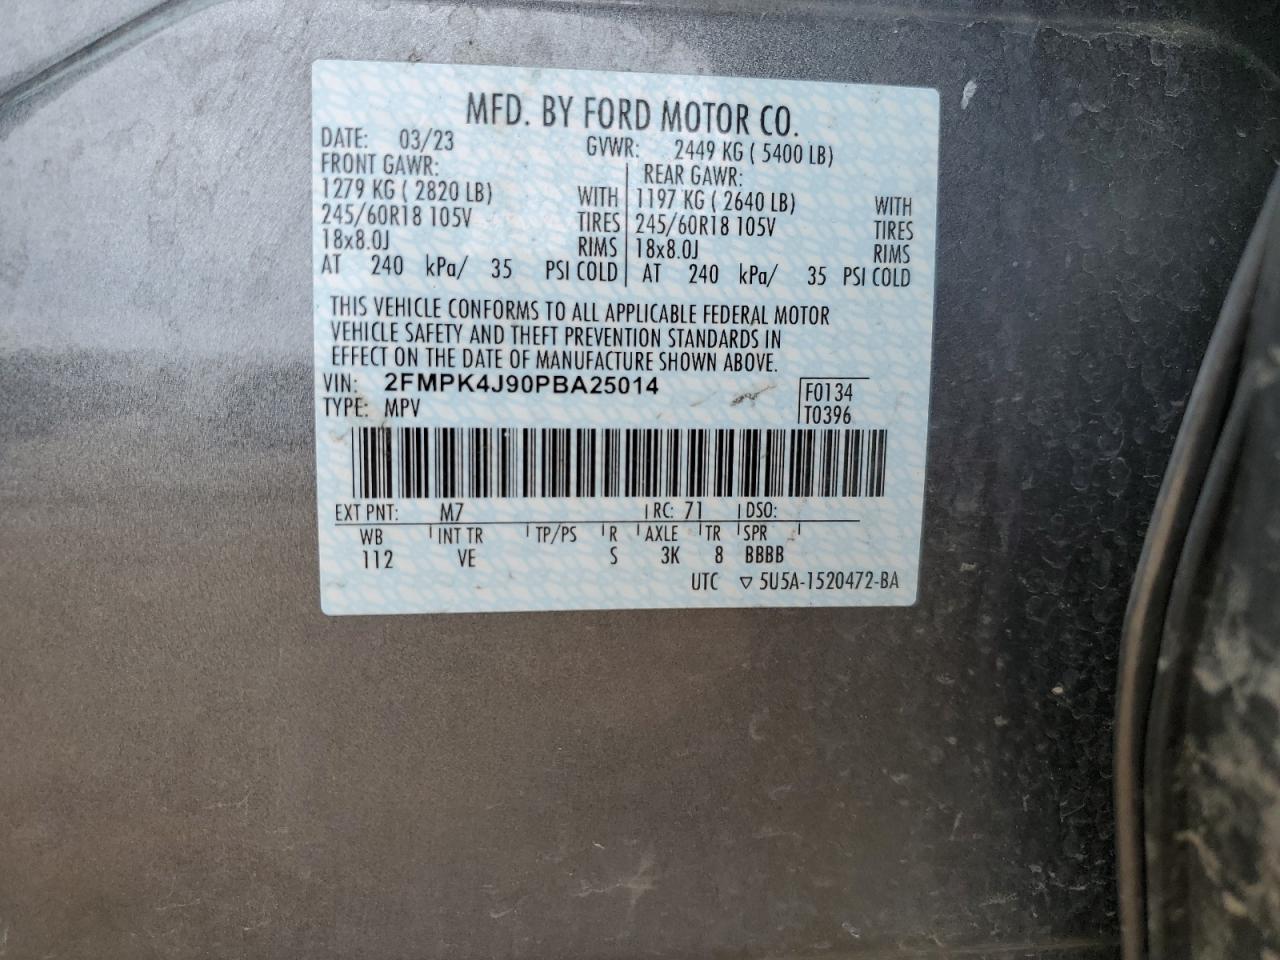 MFD. BY FORD MOTOR CO.
DATE: 03/23 GVWR: 2449 KG ( 5400 LB)
FRONT GAWR: REAR GAWR:
1279 KG ( 2820 LB) WITH 1197 KG ( 2640 LB) WITH
245/60R18 105V TIRES 245/60R18 105V TIRES
18x8.0J RIMS 18x8.0J RIMS
AT 240 kPa/ 35 PSI COLD AT 240 kPa/ 35 PSI COLD
THIS VEHICLE CONFORMS TO ALL APPLICABLE FEDERAL MOTOR
VEHICLE SAFETY AND THEFT PREVENTION STANDARDS IN
EFFECT ON THE DATE OF MANUFACTURE SHOWN ABOVE.
VIN: 2FMPK4J90PBA25014 F0134
TYPE: MPV T0396
EXT PNT: M7 RC: 71 DSO:
WB INT TR TP/PS R AXLE TR SPR
112 VE S 3K 8 BBBB
UTC ▽ 5U5A-1520472-BA